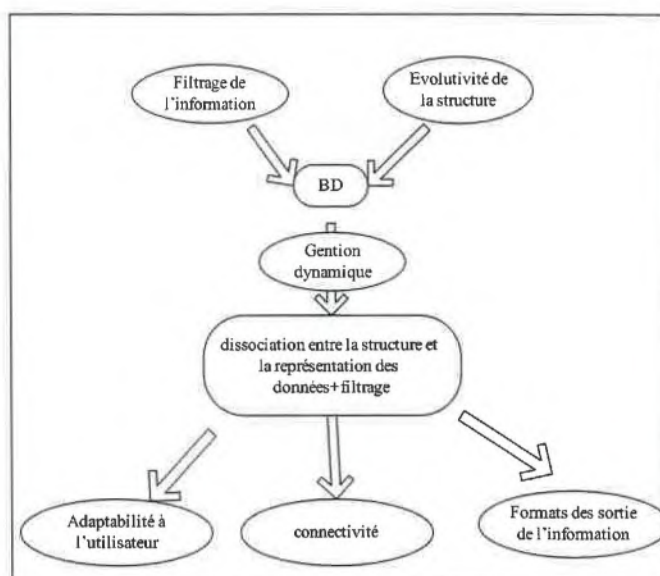 Filtrage de
l'information
Evolutivité de
la structure
BD
Gention
dynamique
dissociation entre la structure et
la représentation des
données+filtrage
Adaptabilité à
l'utilisateur
connectivité
Formats des sortie
de l'information